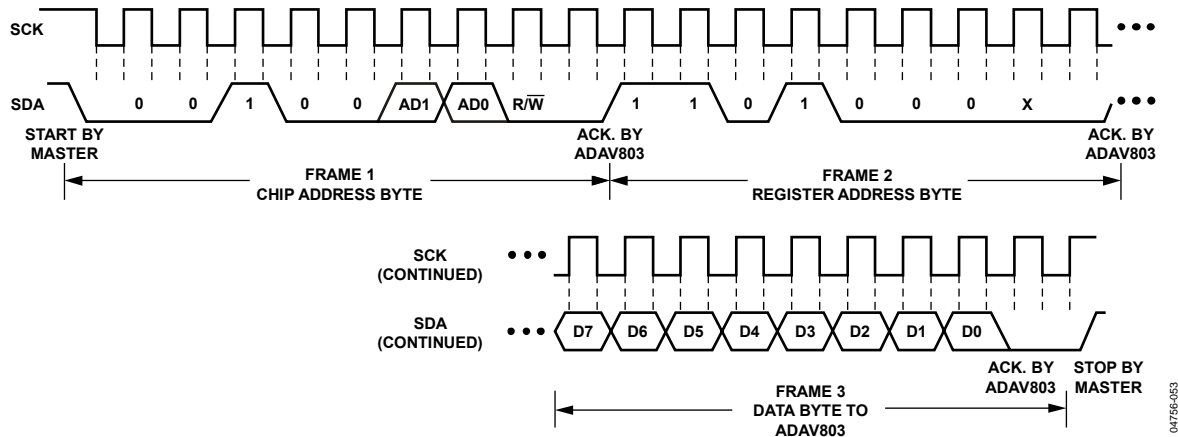 SCK
SDA 0 0 1 0 0 AD1 AD0 R/W̅ 1 1 0 1 0 0 0 X
START BY MASTER
ACK. BY ADAV803
ACK. BY ADAV803
FRAME 1
CHIP ADDRESS BYTE
FRAME 2
REGISTER ADDRESS BYTE
SCK
(CONTINUED)
SDA
(CONTINUED)
D7 D6 D5 D4 D3 D2 D1 D0
ACK. BY ADAV803
STOP BY MASTER
FRAME 3
DATA BYTE TO
ADAV803
04756-053